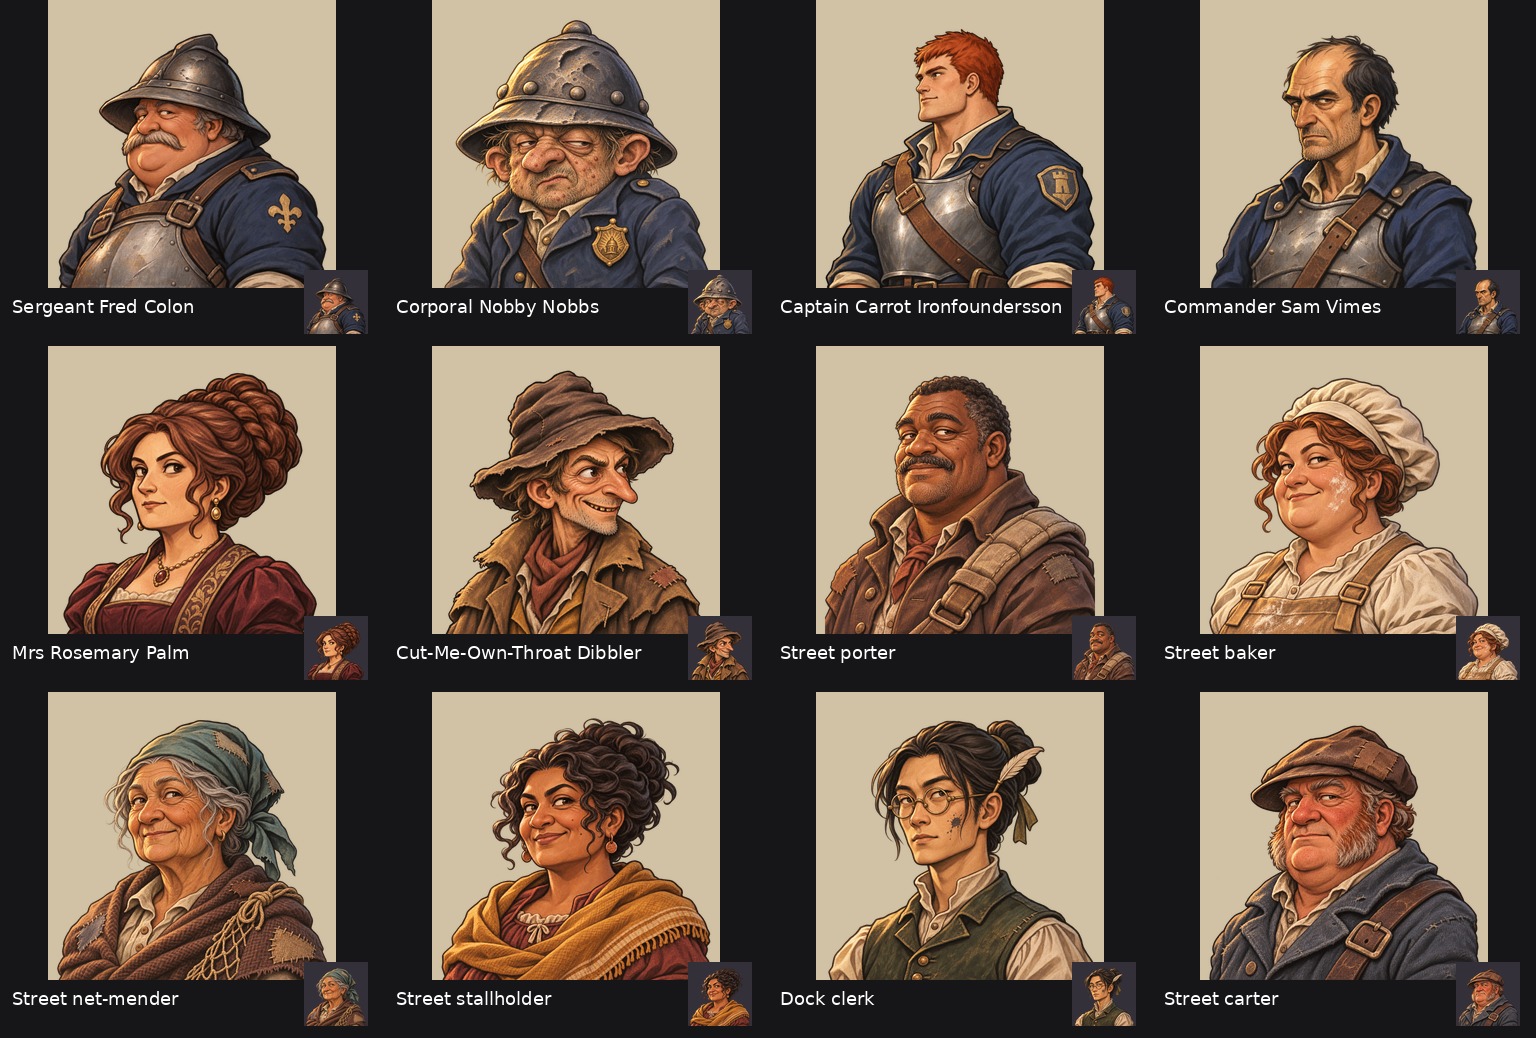 Sergeant Fred Colon
Corporal Nobby Nobbs
Captain Carrot Ironfoundersson
Commander Sam Vimes
Mrs Rosemary Palm
Cut-Me-Own-Throat Dibbler
Street porter
Street baker
Street net-mender
Street stallholder
Dock clerk
Street carter